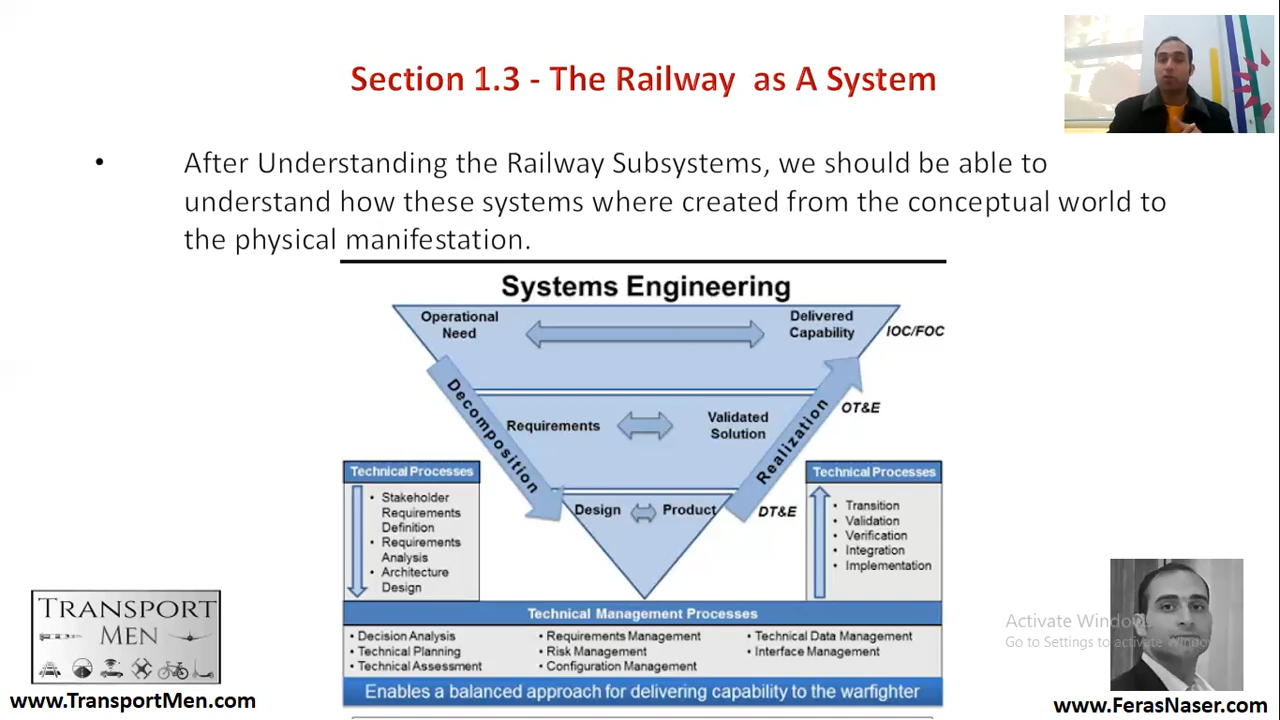 Section 1.3 - The Railway as A System
• After Understanding the Railway Subsystems, we should be able to
understand how these systems where created from the conceptual world to
the physical manifestation.
Systems Engineering
Operational
Need
Delivered
Capability
IOC/FOC
Decomposition
Realization
OT&E
Requirements
Validated
Solution
Design
Product
DT&E
Technical Processes
• Stakeholder
Requirements
Definition
• Requirements
Analysis
• Architecture
Design
Technical Processes
• Transition
• Validation
• Verification
• Integration
• Implementation
Technical Management Processes
• Decision Analysis
• Technical Planning
• Technical Assessment
• Requirements Management
• Risk Management
• Configuration Management
• Technical Data Management
• Interface Management
Enables a balanced approach for delivering capability to the warfighter
TRANSPORT
MEN
www.TransportMen.com
Activate Windows
Go to Settings to activate Windows
www.FerasNaser.com